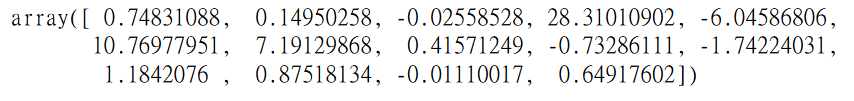 array([ 0.74831088,  0.14950258, -0.02558528, 28.31010902, -6.04586806,
       10.76977951,  7.19129868,  0.41571249, -0.73286111, -1.74224031,
        1.1842076 ,  0.87518134, -0.01110017,  0.64917602])